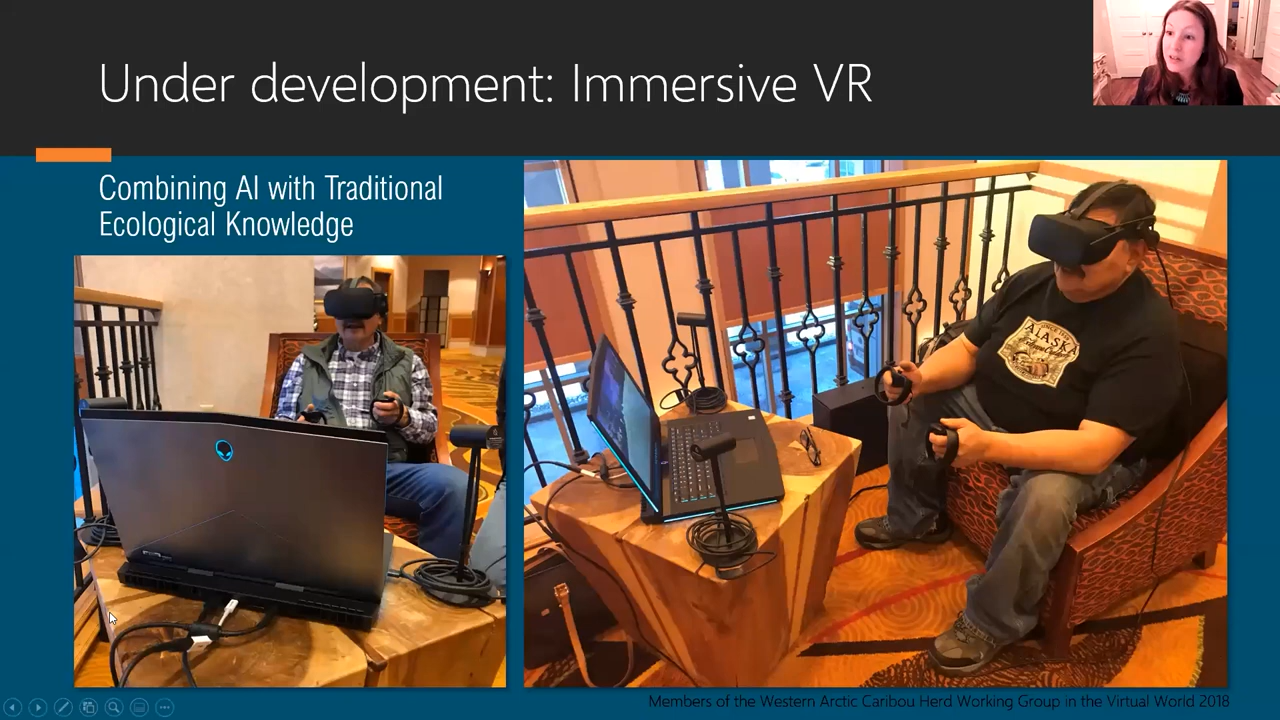 Under development: Immersive VR
Combining AI with Traditional
Ecological Knowledge
ALASKA
Members of the Western Arctic Caribou Herd Working Group in the Virtual World 2018